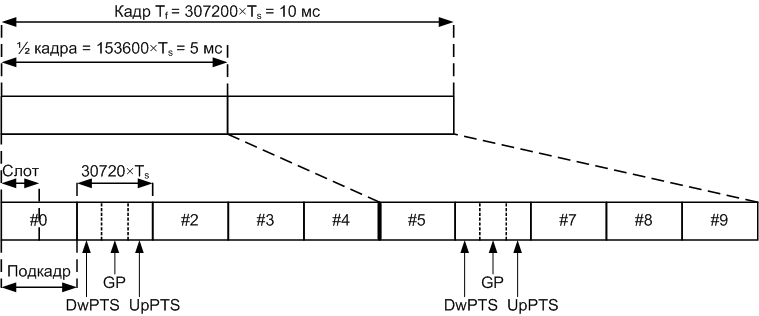 Кадр Tf = 307200×Ts = 10 мс
½ кадра = 153600×Ts = 5 мс
Слот
30720×Ts
#0
#2
#3
#4
#5
#7
#8
#9
Подкадр
GP
GP
DwPTS
UpPTS
DwPTS
UpPTS